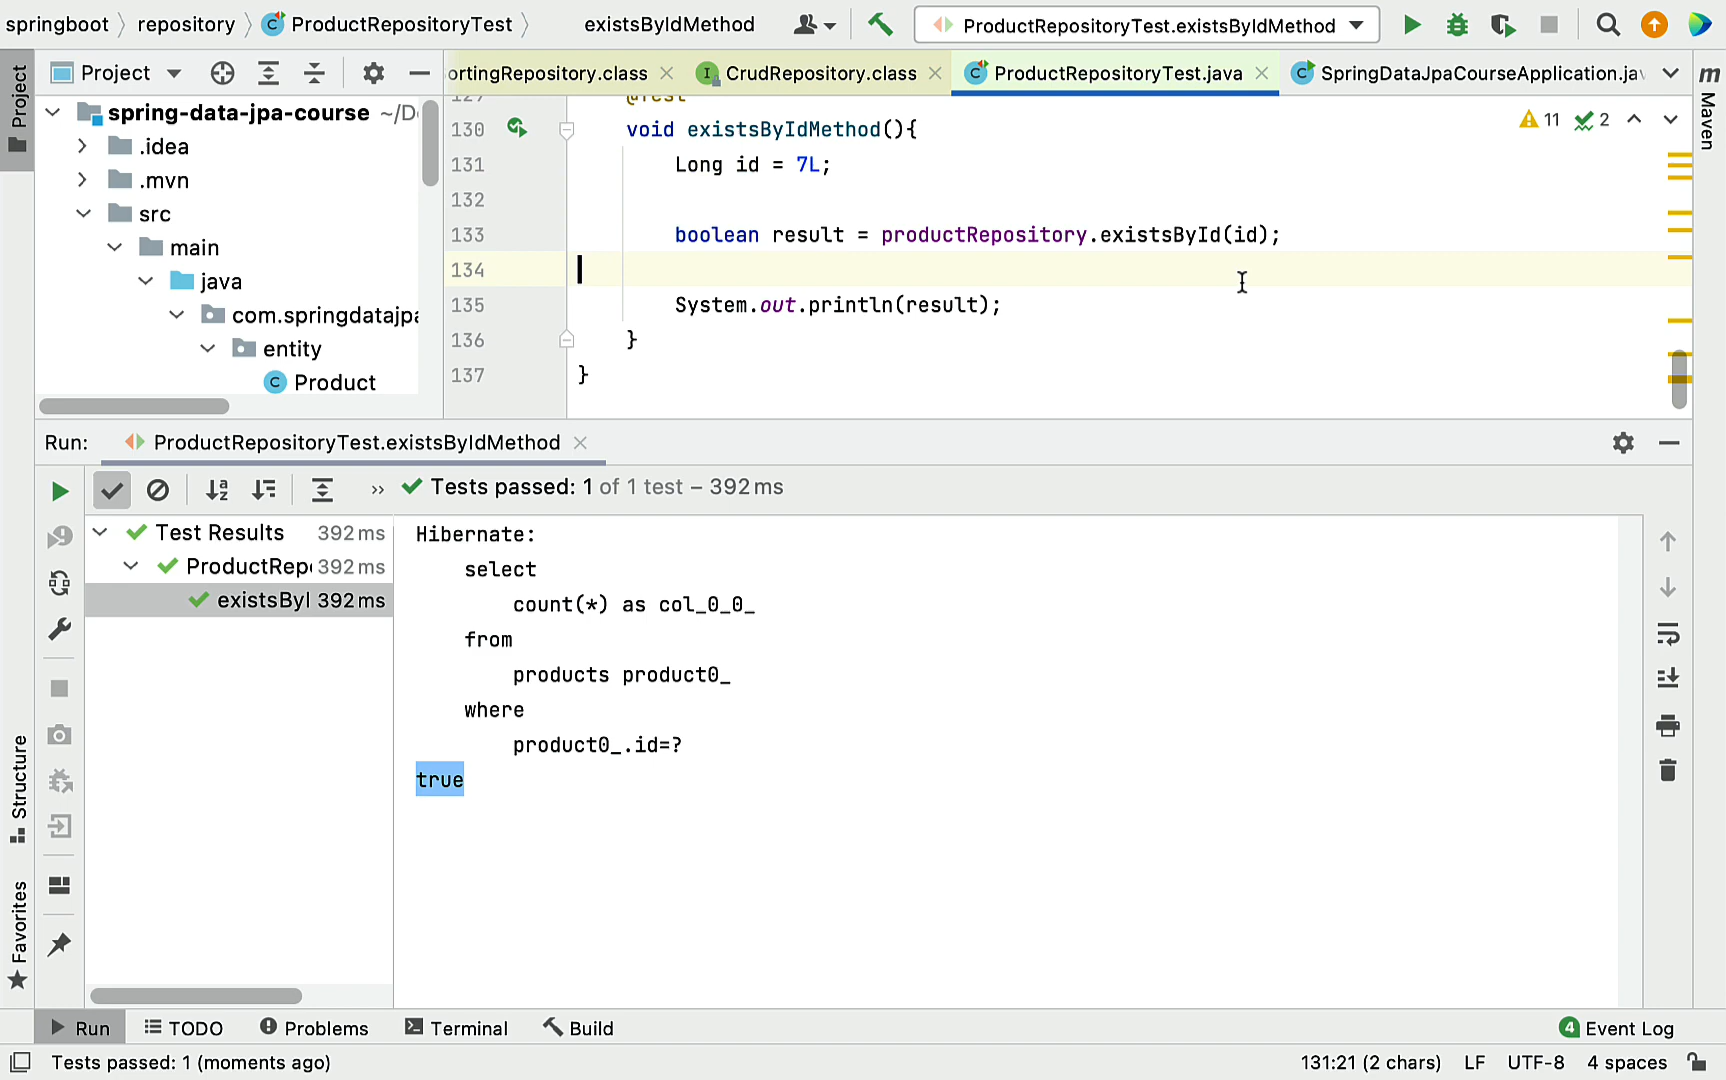 springboot
repository
ProductRepositoryTest
existsByIdMethod
ProductRepositoryTest.existsByIdMethod
Project
ortingRepository.class
CrudRepository.class
ProductRepositoryTest.java
SpringDataJpaCourseApplication.ja
Project
Maven
spring-data-jpa-course ~/D
.idea
.mvn
src
main
java
com.springdatajpa
entity
Product
@Test
130 void existsByIdMethod(){
11
2
131 Long id = 7L;
132
133 boolean result = productRepository.existsById(id);
134
135 System.out.println(result);
136 }
137 }
Run:
ProductRepositoryTest.existsByIdMethod
Tests passed: 1 of 1 test – 392 ms
Test Results 392 ms
ProductRep 392 ms
existsByI 392 ms
Hibernate:
select
count(*) as col_0_0_
from
products product0_
where
product0_.id=?
true
Structure
Favorites
Run
TODO
Problems
Terminal
Build
4 Event Log
Tests passed: 1 (moments ago)
131:21 (2 chars)
LF
UTF-8
4 spaces